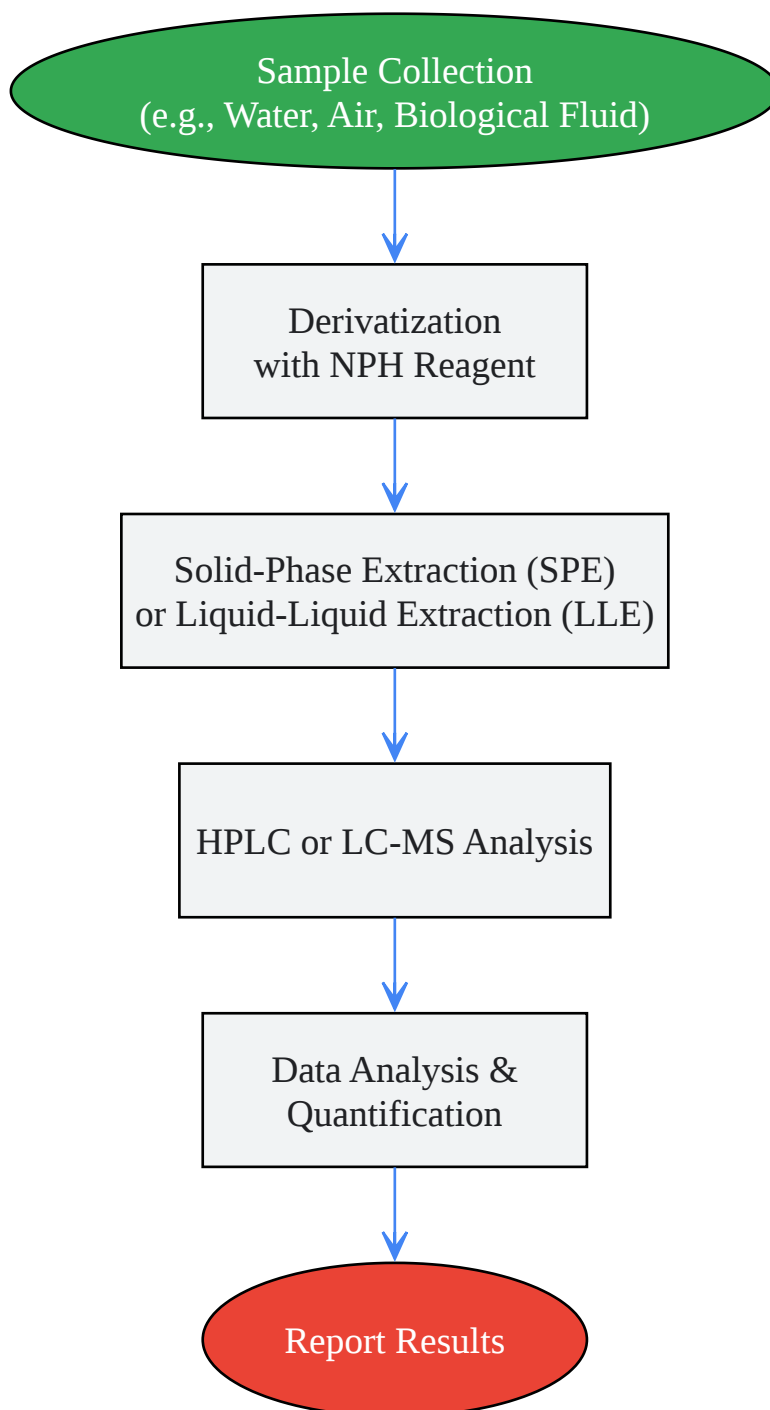 Sample Collection
(e.g., Water, Air, Biological Fluid)
Derivatization
with NPH Reagent
Solid-Phase Extraction (SPE)
or Liquid-Liquid Extraction (LLE)
HPLC or LC-MS Analysis
Data Analysis &
Quantification
Report Results